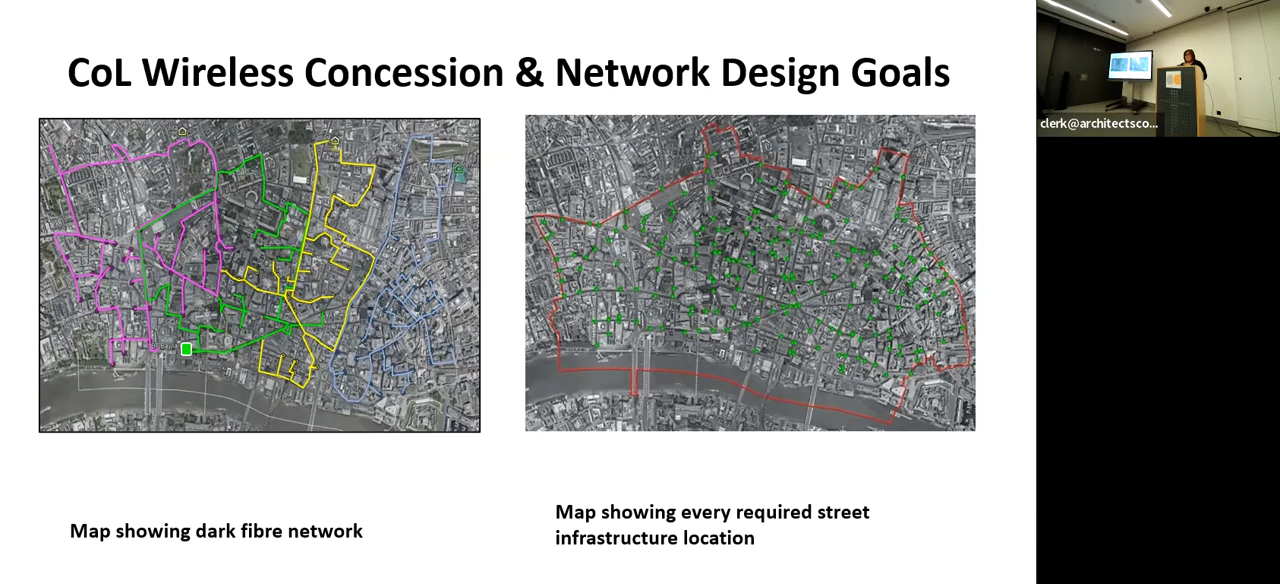 CoL Wireless Concession & Network Design Goals
clerk@architectsco...
Map showing dark fibre network
Map showing every required street
infrastructure location